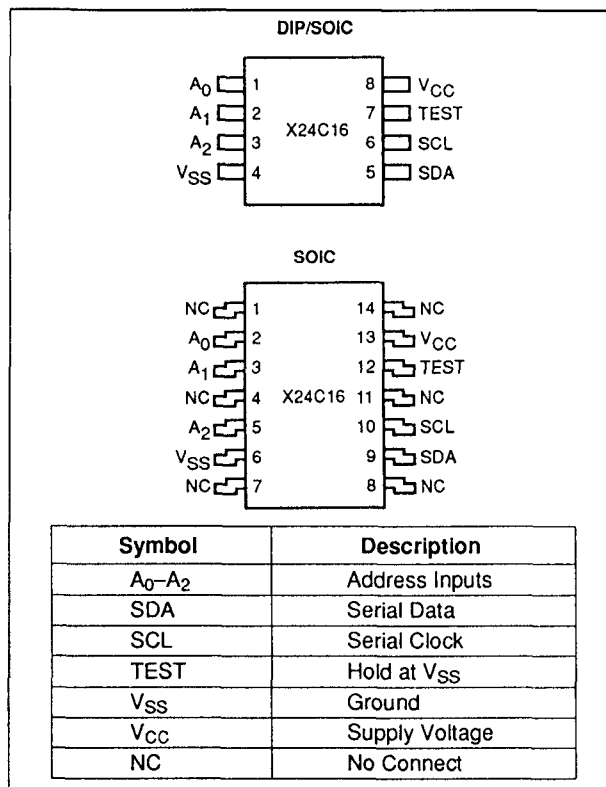 DIP/SOIC
A0 1 8 VCC
A1 2 7 TEST
X24C16
A2 3 6 SCL
VSS 4 5 SDA
SOIC
NC 1 14 NC
A0 2 13 VCC
A1 3 12 TEST
NC 4 X24C16 11 NC
A2 5 10 SCL
VSS 6 9 SDA
NC 7 8 NC
Symbol Description
A0–A2 Address Inputs
SDA Serial Data
SCL Serial Clock
TEST Hold at VSS
VSS Ground
VCC Supply Voltage
NC No Connect